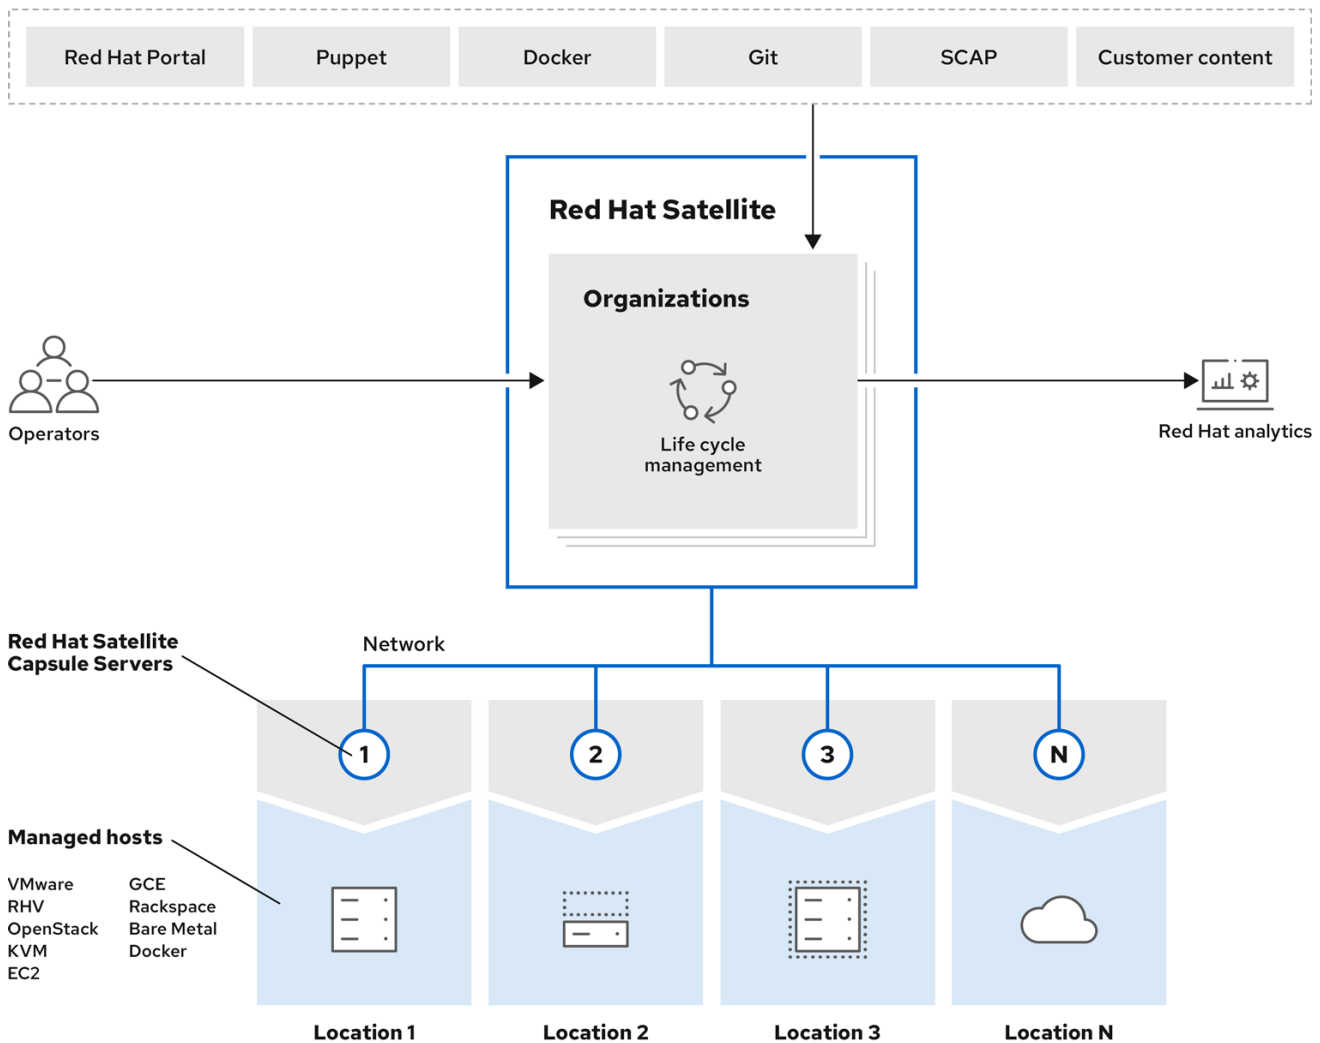 Red Hat Portal
Puppet
Docker
Git
SCAP
Customer content
Red Hat Satellite
Organizations
Life cycle
management
Operators
Red Hat analytics
Red Hat Satellite
Capsule Servers
Network
1
2
3
N
Managed hosts
VMware
RHV
OpenStack
KVM
EC2
GCE
Rackspace
Bare Metal
Docker
Location 1
Location 2
Location 3
Location N